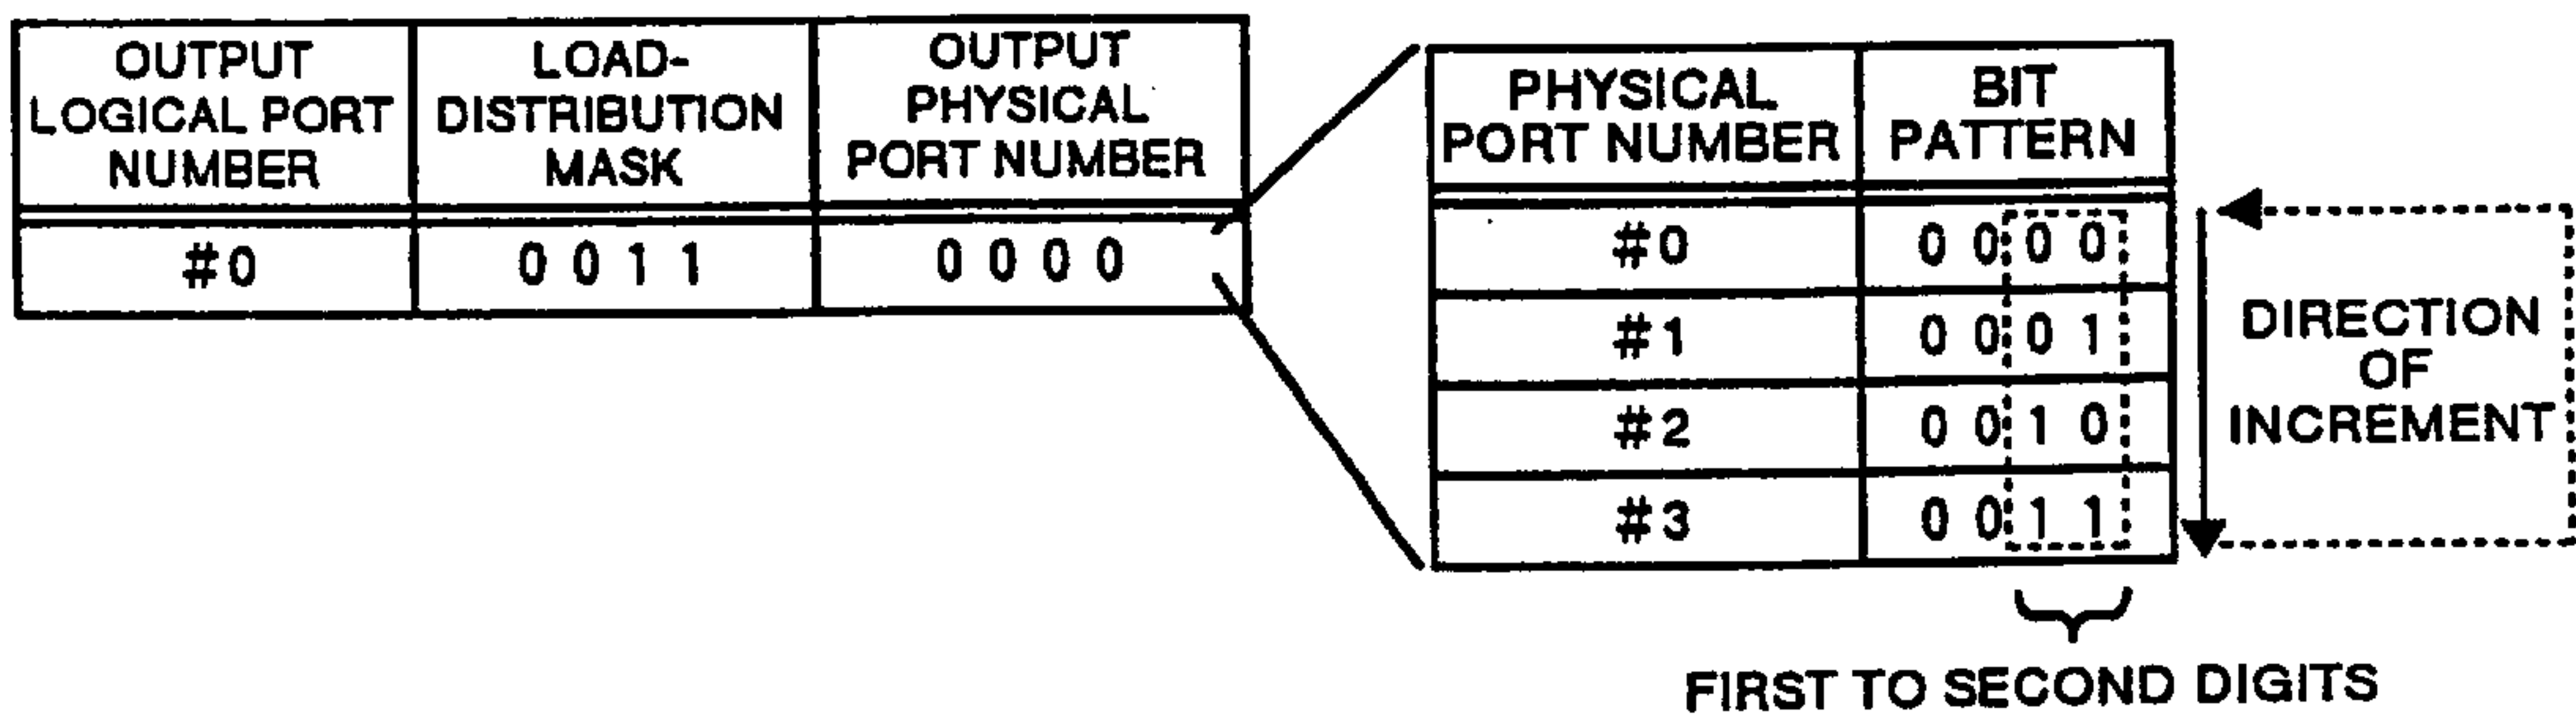 OUTPUT
LOGICAL PORT
NUMBER
LOAD-
DISTRIBUTION
MASK
OUTPUT
PHYSICAL
PORT NUMBER
#0
0 0 1 1
0 0 0 0
PHYSICAL
PORT NUMBER
BIT
PATTERN
#0
0 0 0 0
#1
0 0 0 1
#2
0 0 1 0
#3
0 0 1 1
DIRECTION
OF
INCREMENT
FIRST TO SECOND DIGITS